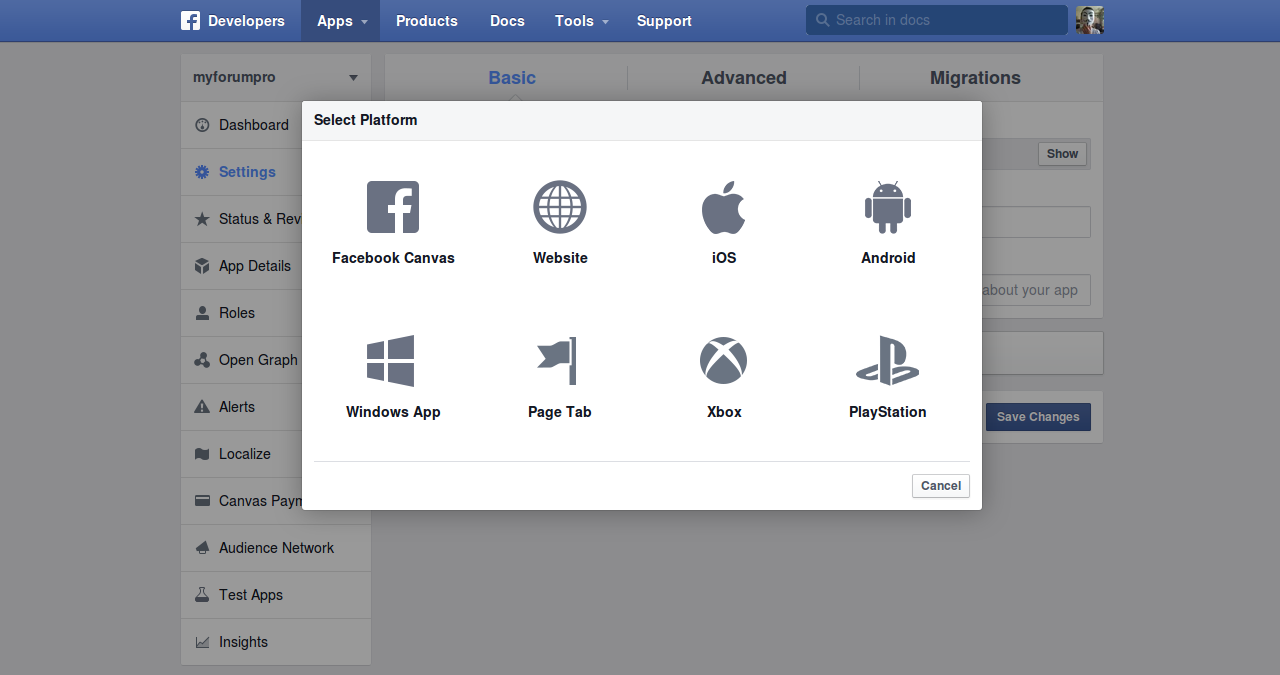 Developers Apps Products Docs Tools Support Search in docs
myforumpro
Basic Advanced Migrations
Dashboard
Settings
Status & Rev
App Details
Roles
Open Graph
Alerts
Localize
Canvas Paym
Audience Network
Test Apps
Insights
Select Platform
Facebook Canvas Website iOS Android
Windows App Page Tab Xbox PlayStation
Cancel
Show
about your app
Save Changes